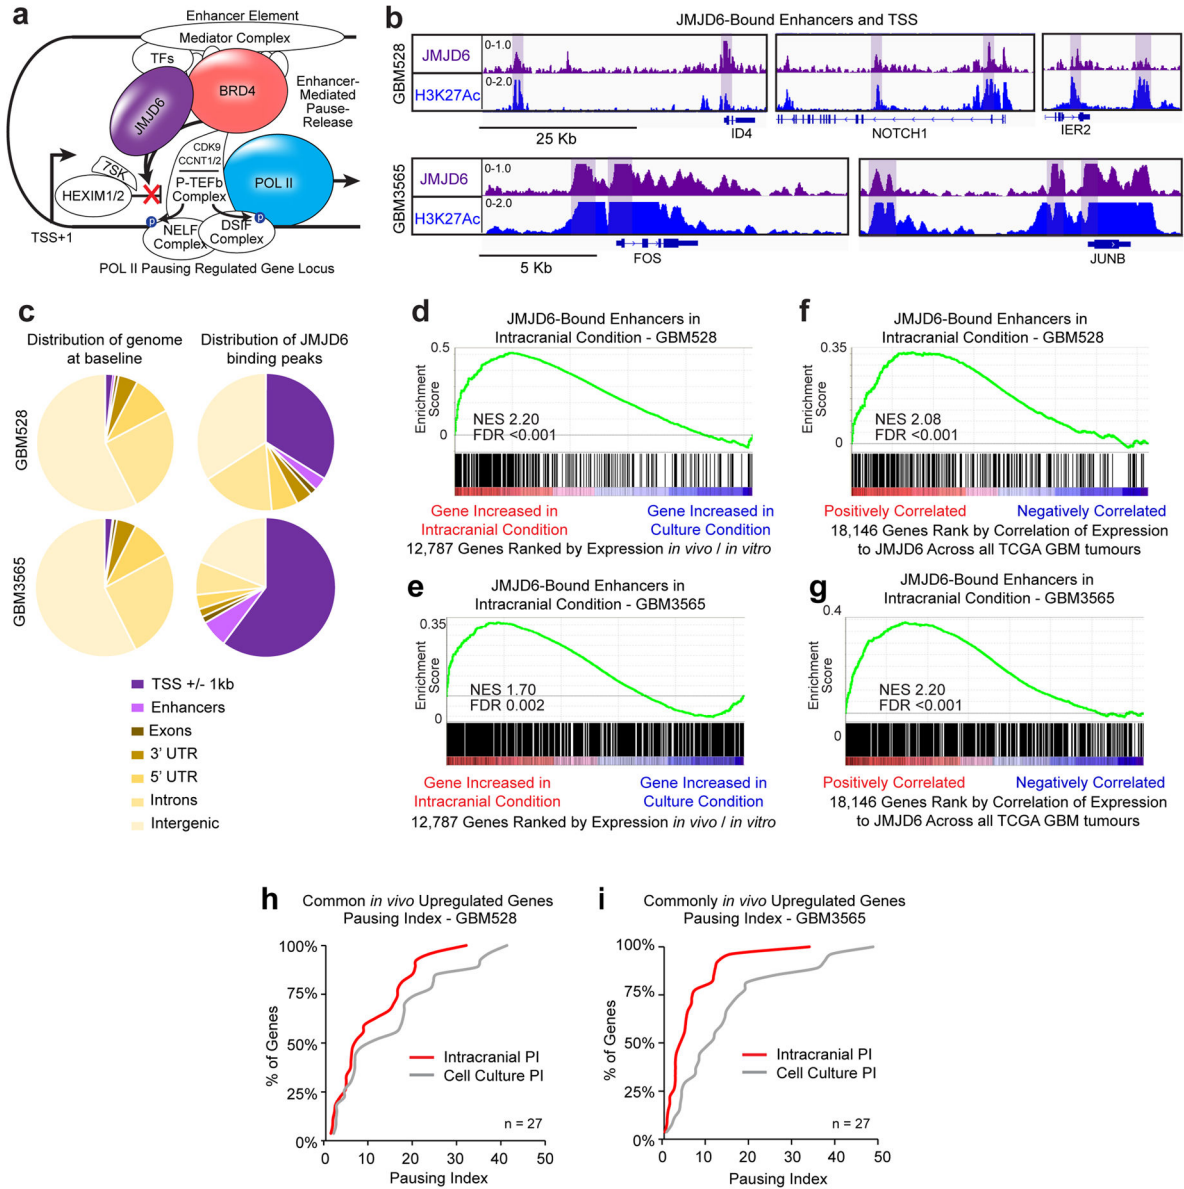 a
Enhancer Element
Mediator Complex
TFs
BRD4
JMJD6
Enhancer-
Mediated
Pause-
Release
CDK9
CCNT1/2
7SK
HEXIM1/2
P-TEFb
Complex
POL II
p
p
NELF
Complex
DSIF
Complex
TSS+1
POL II Pausing Regulated Gene Locus
b
JMJD6-Bound Enhancers and TSS
GBM528
JMJD6
0-1.0
H3K27Ac
0-2.0
25 Kb
ID4
NOTCH1
IER2
GBM3565
JMJD6
0-1.0
H3K27Ac
0-2.0
5 Kb
FOS
JUNB
c
Distribution of genome
at baseline
Distribution of JMJD6
binding peaks
GBM528
GBM3565
TSS +/- 1kb
Enhancers
Exons
3' UTR
5' UTR
Introns
Intergenic
d
JMJD6-Bound Enhancers in
Intracranial Condition - GBM528
0.5
Enrichment
Score
0
NES 2.20
FDR <0.001
Gene Increased in
Intracranial Condition
Gene Increased in
Culture Condition
12,787 Genes Ranked by Expression in vivo / in vitro
f
JMJD6-Bound Enhancers in
Intracranial Condition - GBM528
0.35
Enrichment
Score
0
NES 2.08
FDR <0.001
Positively Correlated
Negatively Correlated
18,146 Genes Rank by Correlation of Expression
to JMJD6 Across all TCGA GBM tumours
e
JMJD6-Bound Enhancers in
Intracranial Condition - GBM3565
0.35
Enrichment
Score
0
NES 1.70
FDR 0.002
Gene Increased in
Intracranial Condition
Gene Increased in
Culture Condition
12,787 Genes Ranked by Expression in vivo / in vitro
g
JMJD6-Bound Enhancers in
Intracranial Condition - GBM3565
0.4
Enrichment
Score
0
NES 2.20
FDR <0.001
Positively Correlated
Negatively Correlated
18,146 Genes Rank by Correlation of Expression
to JMJD6 Across all TCGA GBM tumours
h
Common in vivo Upregulated Genes
Pausing Index - GBM528
100%
75%
50%
25%
0%
% of Genes
Intracranial PI
Cell Culture PI
n = 27
0 10 20 30 40 50
Pausing Index
i
Commonly in vivo Upregulated Genes
Pausing Index - GBM3565
100%
75%
50%
25%
0%
% of Genes
Intracranial PI
Cell Culture PI
n = 27
0 10 20 30 40 50
Pausing Index